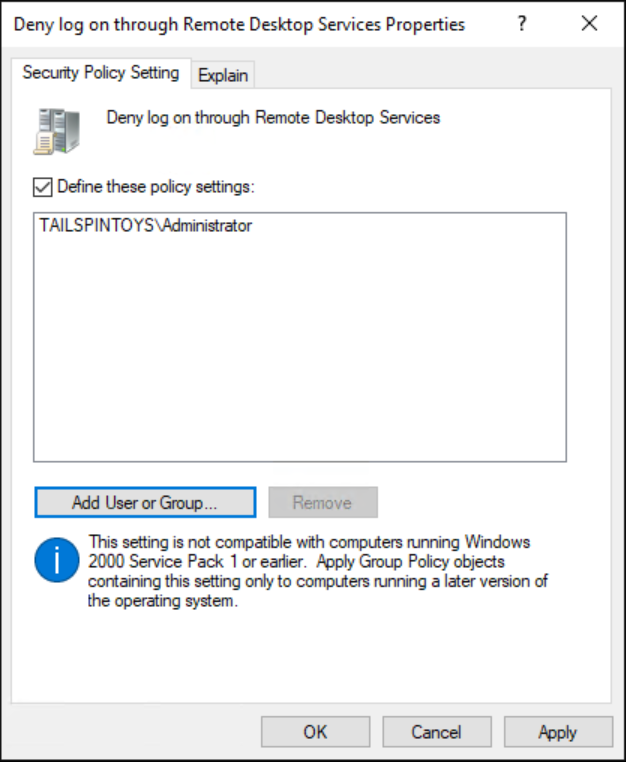 Deny log on through Remote Desktop Services Properties ?
Security Policy Setting Explain
Deny log on through Remote Desktop Services
Define these policy settings:
TAILSPINTOYS\Administrator
Add User or Group... Remove
i
This setting is not compatible with computers running Windows
2000 Service Pack 1 or earlier.  Apply Group Policy objects
containing this setting only to computers running a later version of
the operating system.
OK Cancel Apply